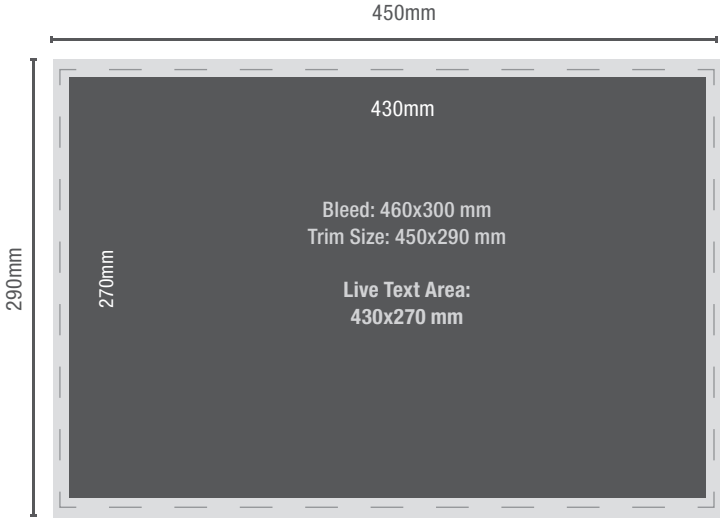 450mm
430mm
290mm
270mm
Bleed: 460x300 mm
Trim Size: 450x290 mm
Live Text Area:
430x270 mm